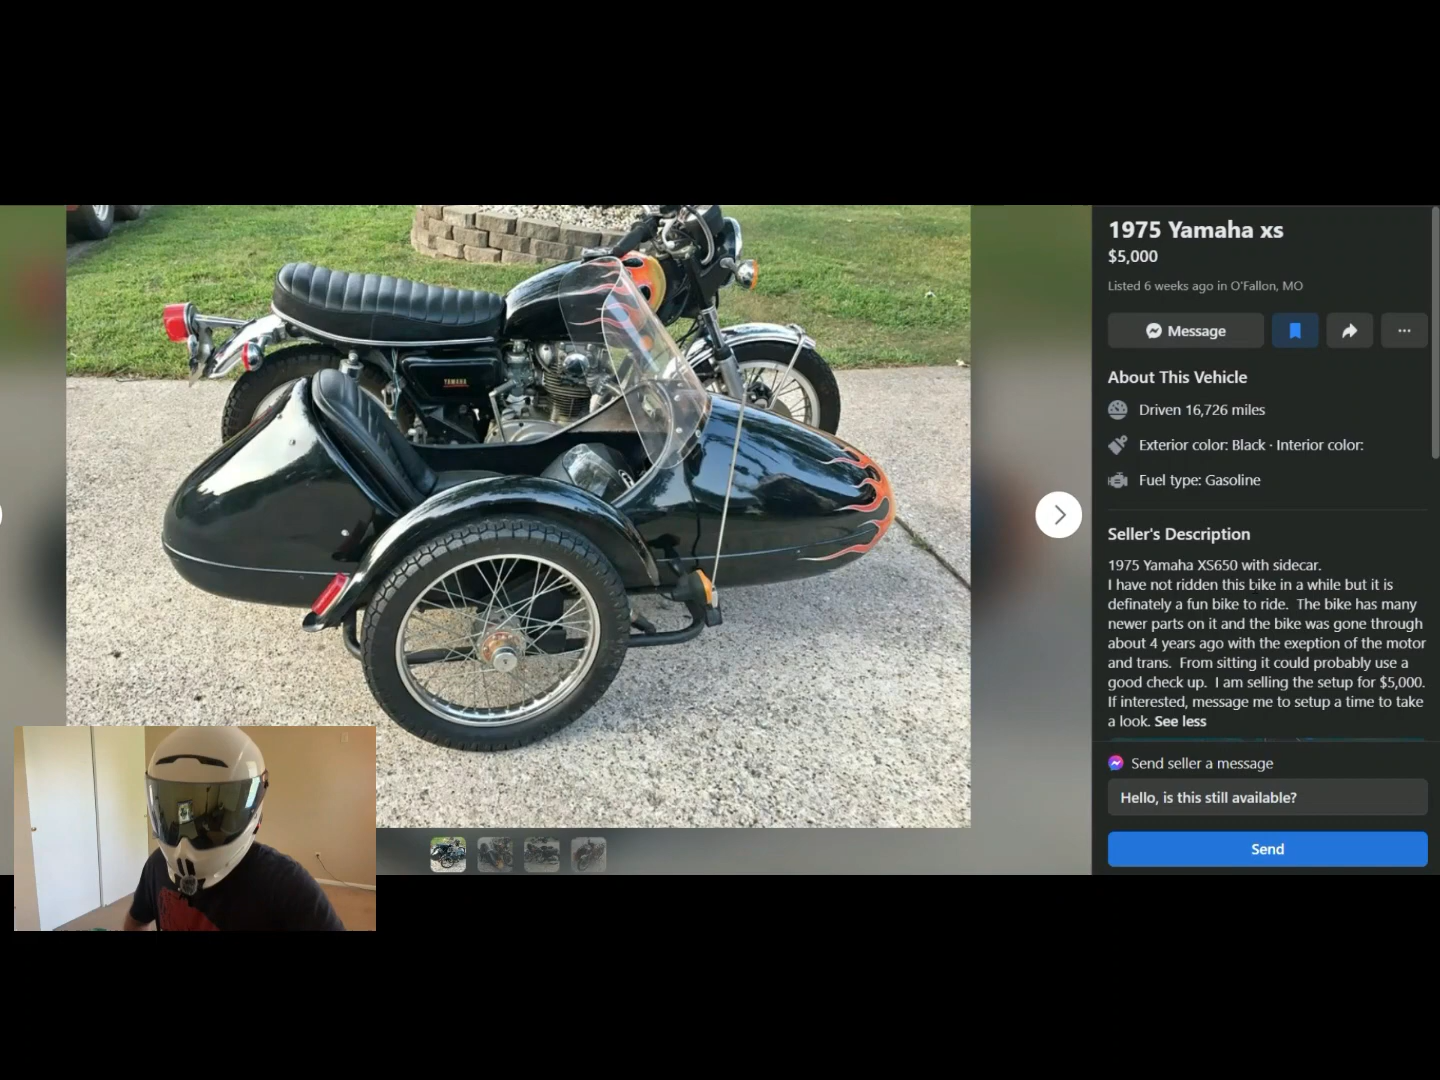 1975 Yamaha xs
$5,000
Listed 6 weeks ago in O'Fallon, MO
Message
...
About This Vehicle
Driven 16,726 miles
Exterior color: Black · Interior color:
Fuel type: Gasoline
Seller's Description
1975 Yamaha XS650 with sidecar.
I have not ridden this bike in a while but it is
definately a fun bike to ride. The bike has many
newer parts on it and the bike was gone through
about 4 years ago with the exeption of the motor
and trans. From sitting it could probably use a
good check up. I am selling the setup for $5,000.
If interested, message me to setup a time to take
a look. See less
Send seller a message
Hello, is this still available?
Send
YAMAHA